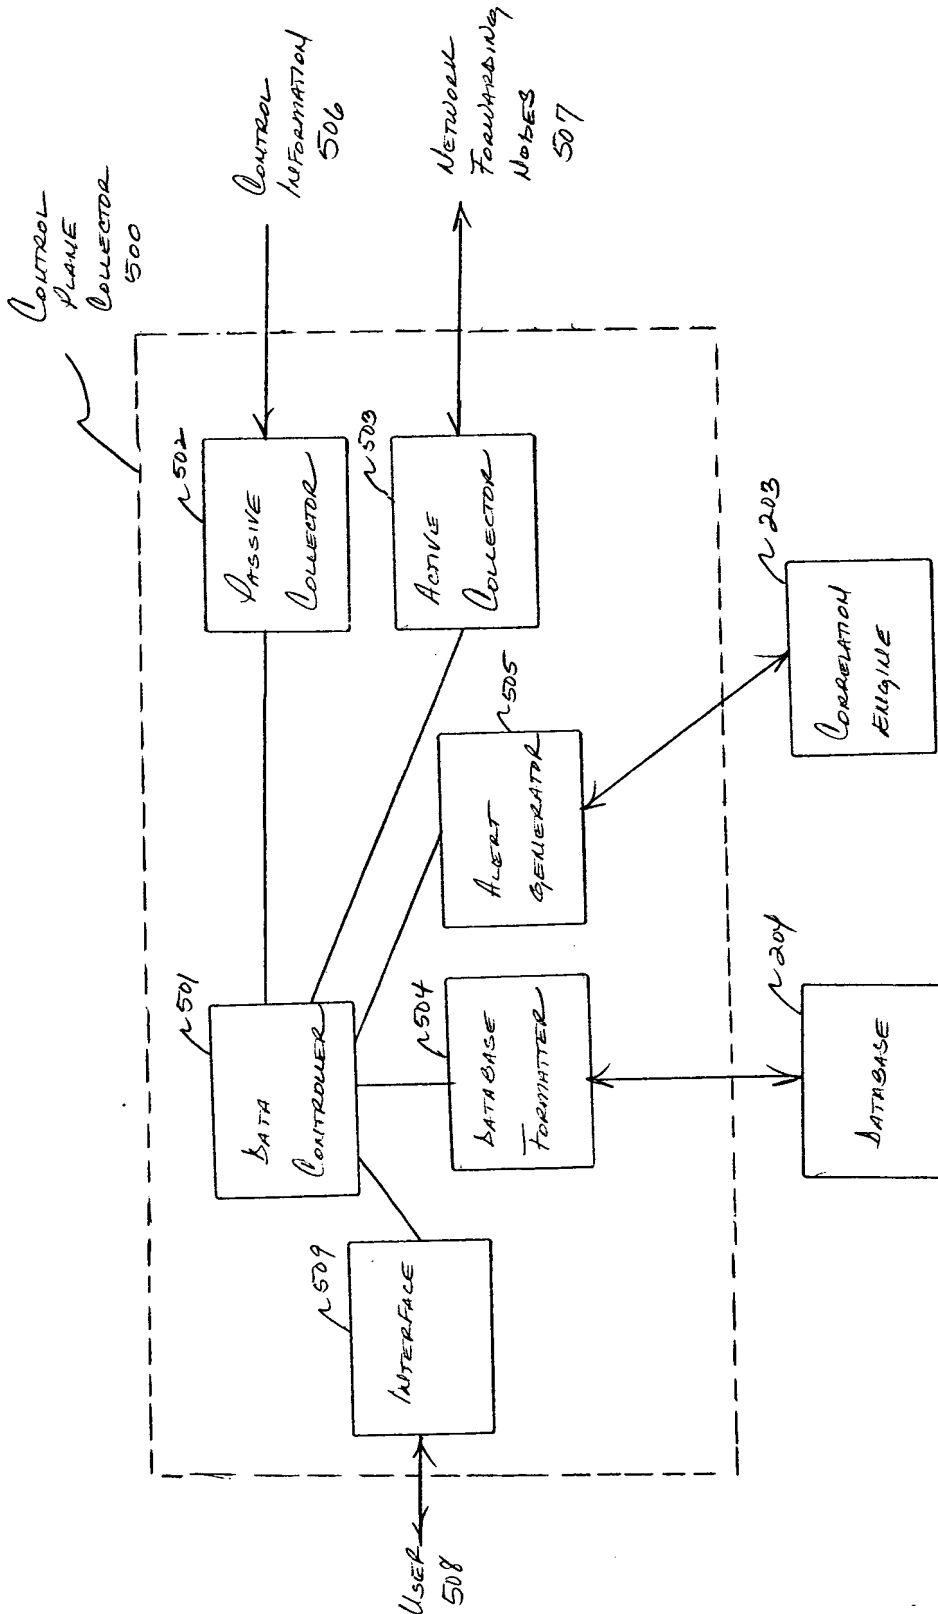 CONTROL
PLANE
COLLECTOR
500
CONTROL
INFORMATION
506
NETWORK
FORWARDING
NODES
507
502
PASSIVE
COLLECTOR
503
ACTIVE
COLLECTOR
505
ALERT
GENERATOR
203
CORRELATION
ENGINE
501
DATA
CONTROLLER
504
DATABASE
FORMATTER
204
DATABASE
509
INTERFACE
USER
508